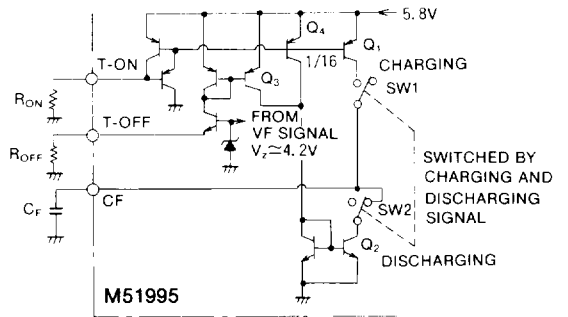 5.8V
Q4
Q1
T-ON
1/16
CHARGING
Q3
SW1
RON
T-OFF
FROM
VF SIGNAL
Vz≃4.2V
ROFF
SWITCHED BY
CHARGING AND
DISCHARGING
SIGNAL
CF
CF
SW2
Q2
DISCHARGING
M51995